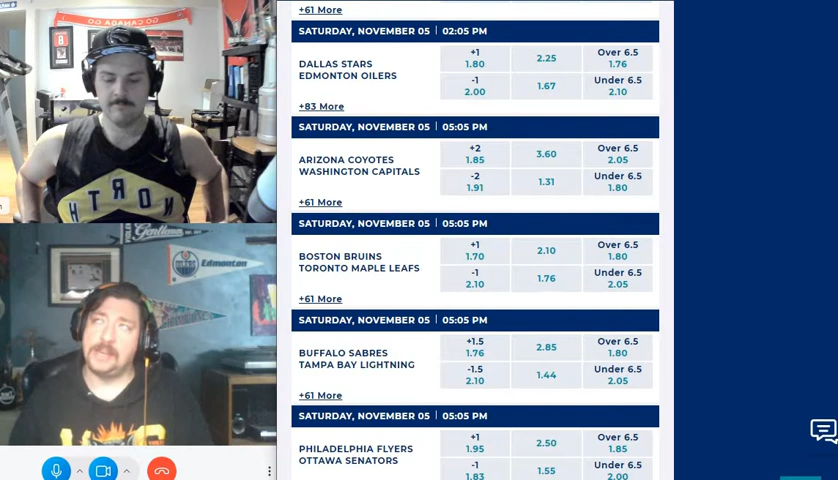 OG CANADA GO
NORTH
Gentlemen
Edmonton
+61 More
SATURDAY, NOVEMBER 05 | 02:05 PM
DALLAS STARS
EDMONTON OILERS
+1
1.80
2.25
Over 6.5
1.76
-1
2.00
1.67
Under 6.5
2.10
+83 More
SATURDAY, NOVEMBER 05 | 05:05 PM
ARIZONA COYOTES
WASHINGTON CAPITALS
+2
1.85
3.60
Over 6.5
2.05
-2
1.91
1.31
Under 6.5
1.80
+61 More
SATURDAY, NOVEMBER 05 | 05:05 PM
BOSTON BRUINS
TORONTO MAPLE LEAFS
+1
1.70
2.10
Over 6.5
1.80
-1
2.10
1.76
Under 6.5
2.05
+61 More
SATURDAY, NOVEMBER 05 | 05:05 PM
BUFFALO SABRES
TAMPA BAY LIGHTNING
+1.5
1.76
2.85
Over 6.5
1.80
-1.5
2.10
1.44
Under 6.5
2.05
+61 More
SATURDAY, NOVEMBER 05 | 05:05 PM
PHILADELPHIA FLYERS
OTTAWA SENATORS
+1
1.95
2.50
Over 6.5
1.85
-1
1.83
1.55
Under 6.5
2.00